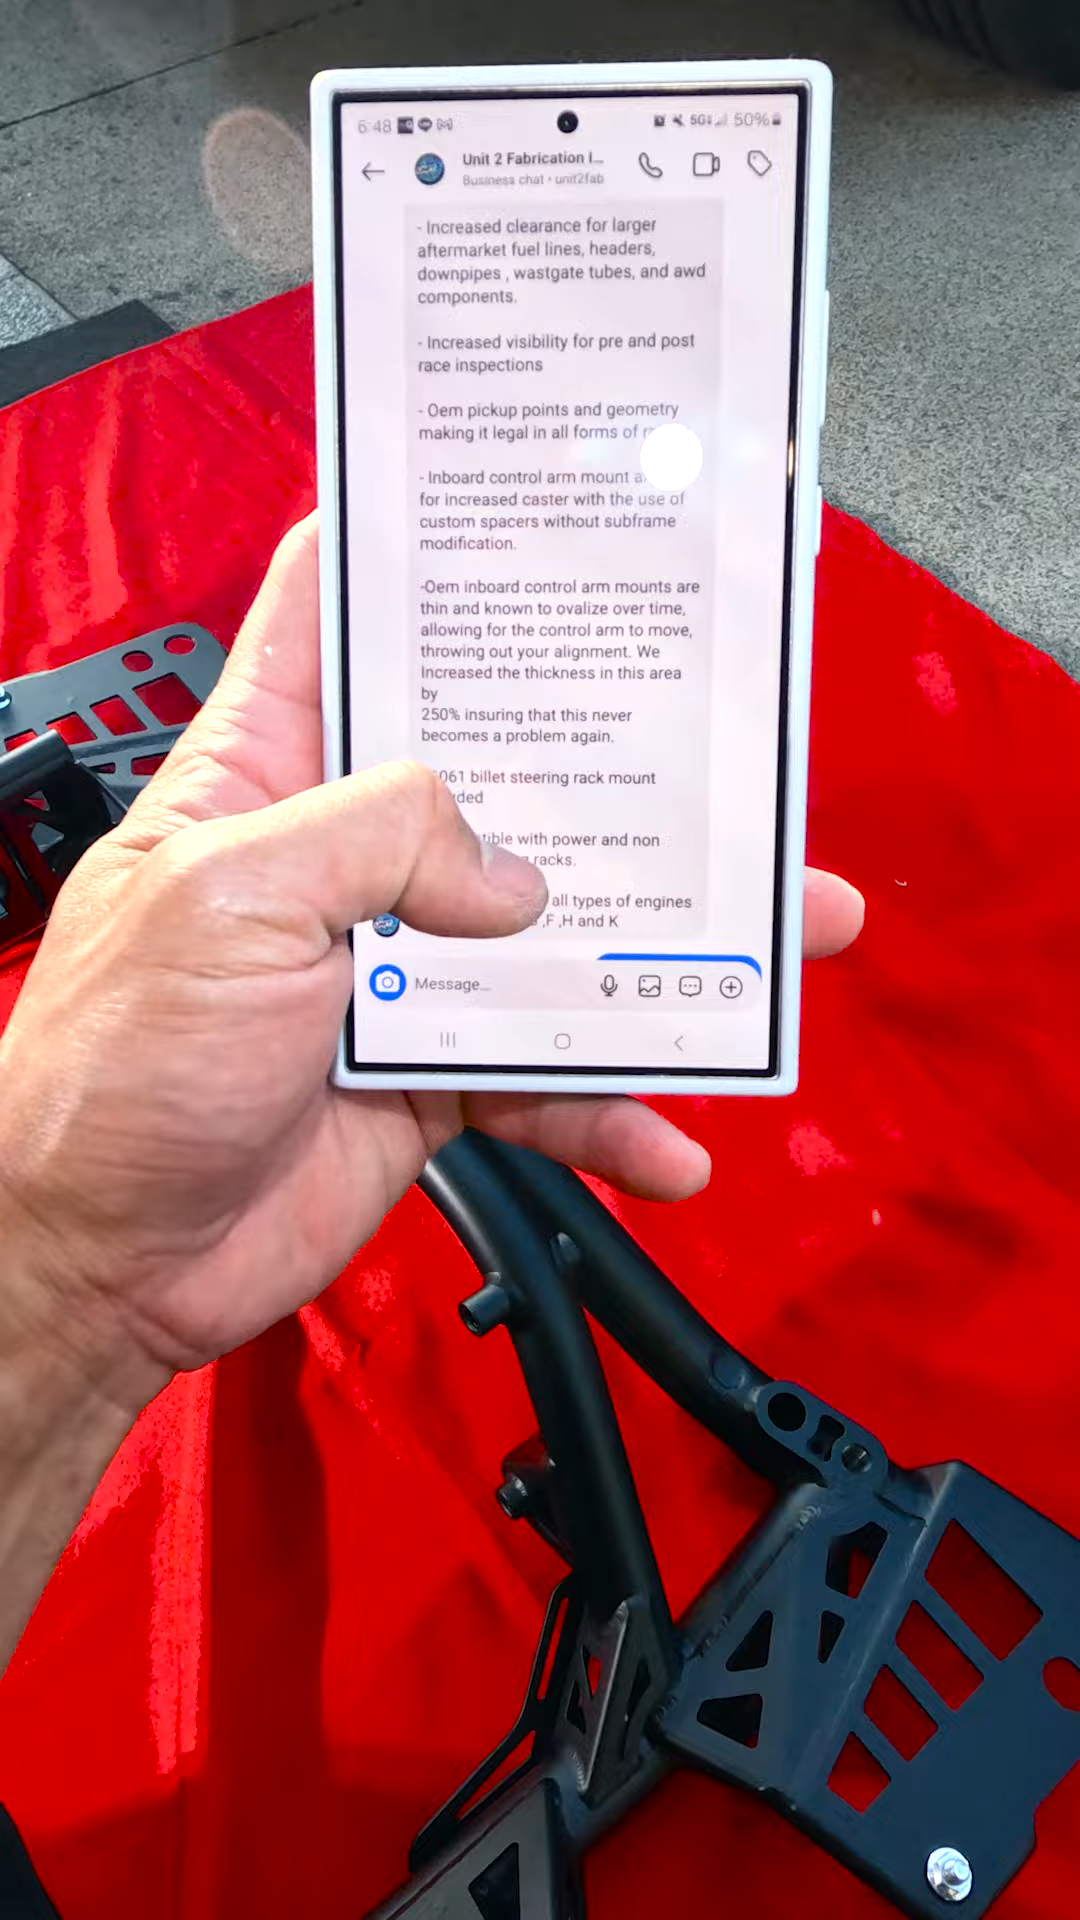 6:48
5G
50%
Unit 2 Fabrication I...
Business chat • unit2fab
- Increased clearance for larger
aftermarket fuel lines, headers,
downpipes , wastgate tubes, and awd
components.
- Increased visibility for pre and post
race inspections
- Oem pickup points and geometry
making it legal in all forms of
- Inboard control arm mount
for increased caster with the use of
custom spacers without subframe
modification.
-Oem inboard control arm mounts are
thin and known to ovalize over time,
allowing for the control arm to move,
throwing out your alignment. We
Increased the thickness in this area
by
250% insuring that this never
becomes a problem again.
billet steering rack mount
with power and non
racks.
all types of engines
,F ,H and K
Message...